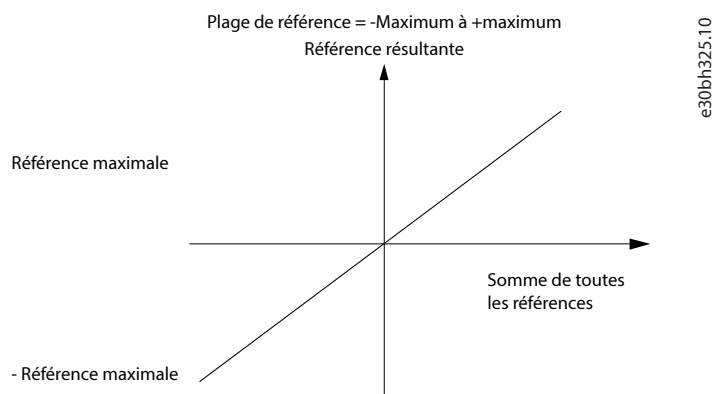 Plage de référence = -Maximum à +maximum
Référence résultante
e30bh325.10
Référence maximale
Somme de toutes
les références
- Référence maximale